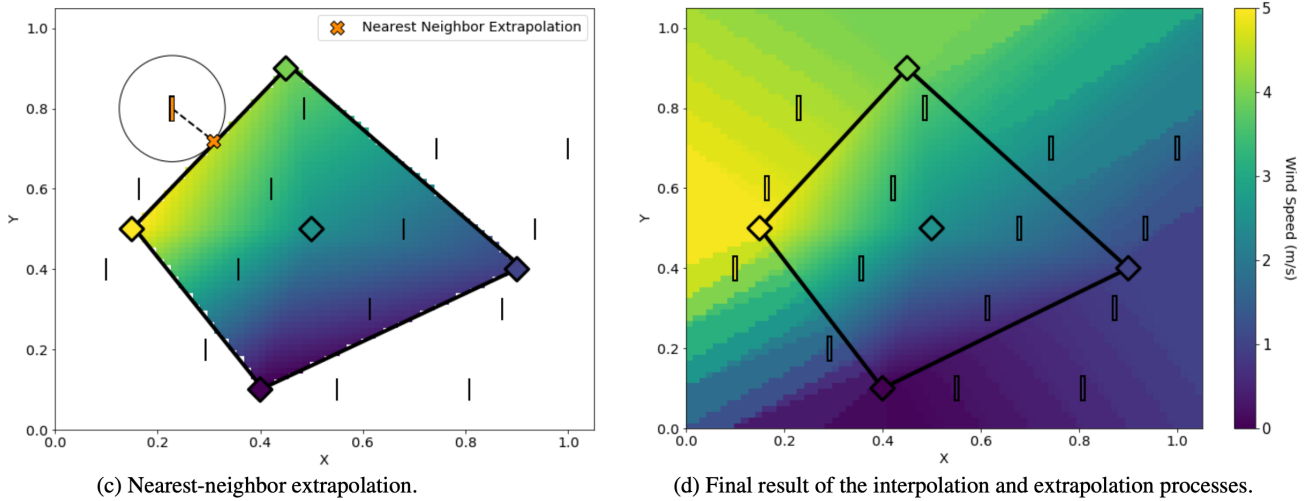 Nearest Neighbor Extrapolation
1.0
0.8
0.6
0.4
0.2
0.0
Y
0.0 0.2 0.4 0.6 0.8 1.0
X
(c) Nearest-neighbor extrapolation.
1.0
0.8
0.6
0.4
0.2
0.0
Y
0.0 0.2 0.4 0.6 0.8 1.0
X
5
4
3
2
1
0
Wind Speed (m/s)
(d) Final result of the interpolation and extrapolation processes.